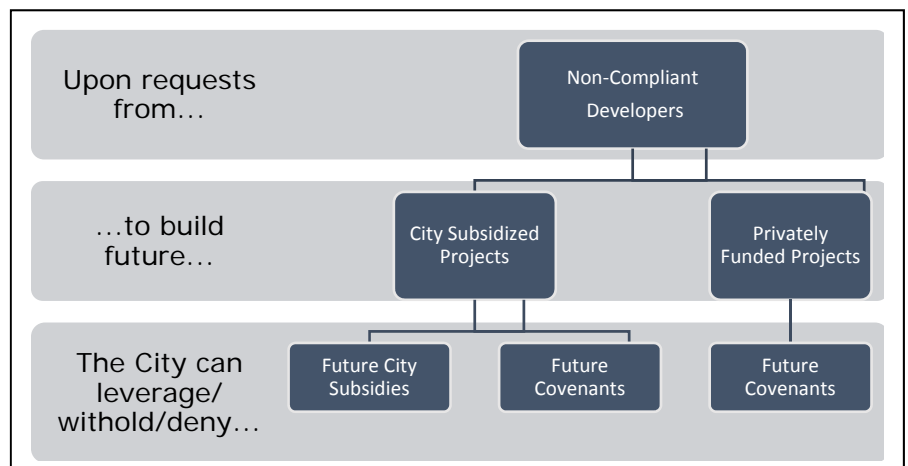 Upon requests
from...
Non-Compliant
Developers
...to build
future...
City Subsidized
Projects
Privately
Funded Projects
The City can
leverage/
withold/deny...
Future City
Subsidies
Future
Covenants
Future
Covenants